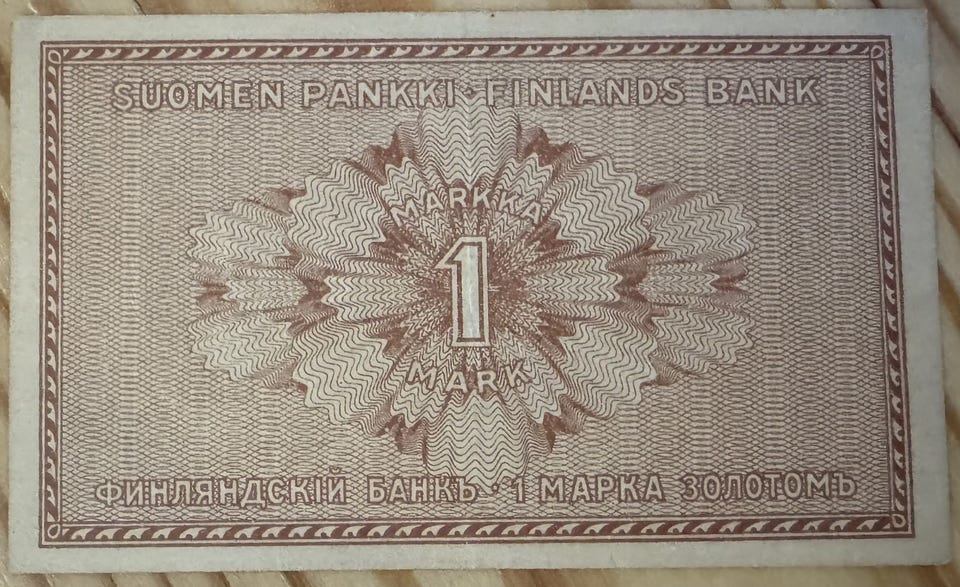 SUOMEN PANKKI · FINLANDS BANK
MARKKA
1
MARK
ФИНЛЯНДСКІЙ БАНКЪ · 1 МАРКА ЗОЛОТОМЪ